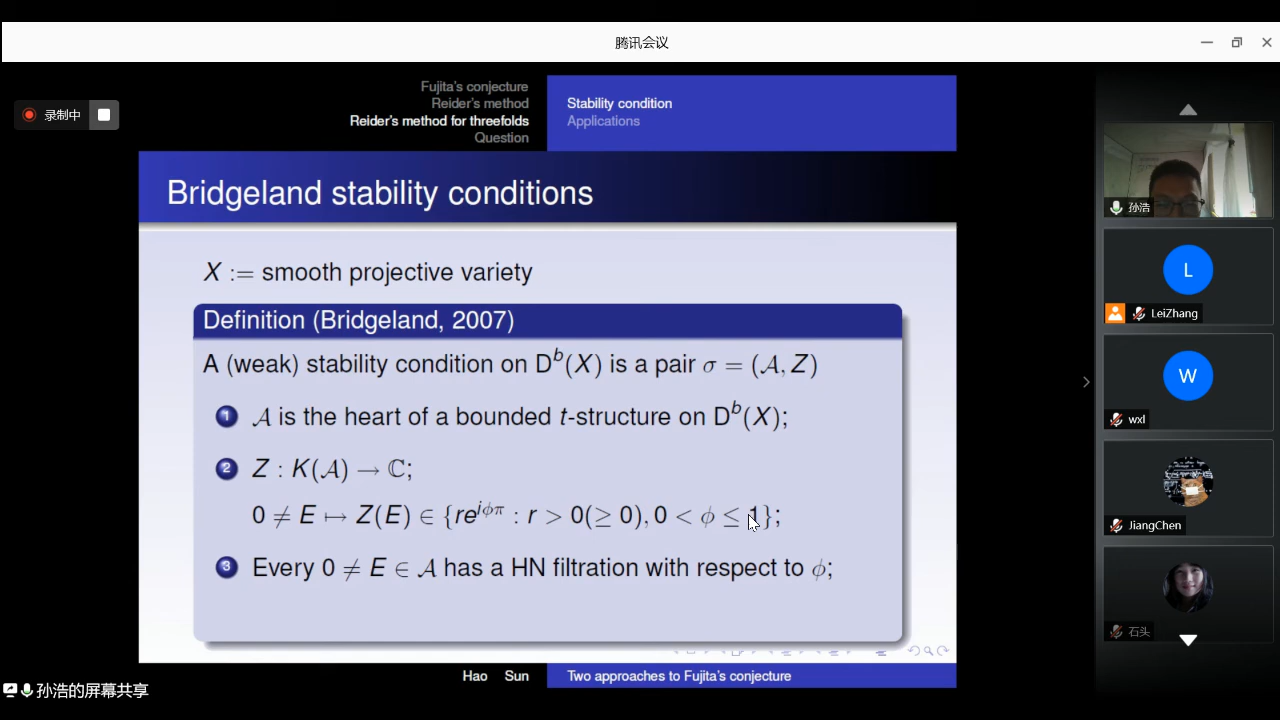 腾讯会议
录制中
Fujita's conjecture
Reider's method
Reider's method for threefolds
Question
Stability condition
Applications
Bridgeland stability conditions
X := smooth projective variety
Definition (Bridgeland, 2007)
A (weak) stability condition on D^b(X) is a pair σ = (𝒜, Z)
1 𝒜 is the heart of a bounded t-structure on D^b(X);
2 Z : K(𝒜) → ℂ;
0 ≠ E ↦ Z(E) ∈ {re^{iϕπ} : r > 0(≥ 0), 0 < ϕ ≤ 1};
3 Every 0 ≠ E ∈ 𝒜 has a HN filtration with respect to ϕ;
Hao Sun
Two approaches to Fujita's conjecture
孙浩的屏幕共享
孙浩
L
LeiZhang
W
wxl
JiangChen
石头